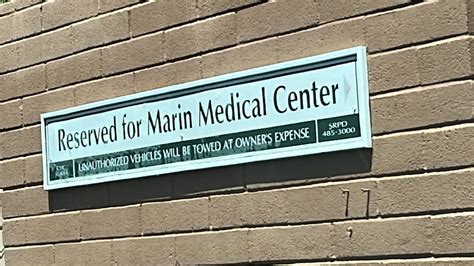 Reserved for Marin Medical Center
UNAUTHORIZED VEHICLES WILL BE TOWED AT OWNER'S EXPENSE
SRPD
485-3000